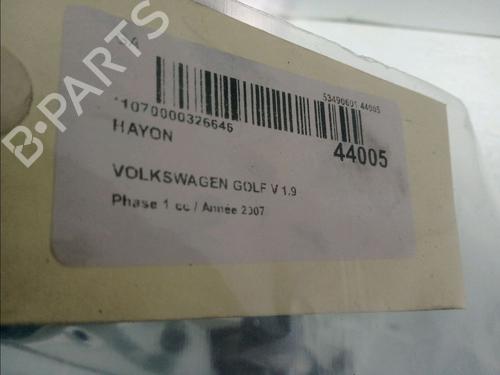 B-PARTS
53490601 44005
*1070000326646
44005
HAYON
VOLKSWAGEN GOLF V 1.9
Phase 1 cc / Année 2007